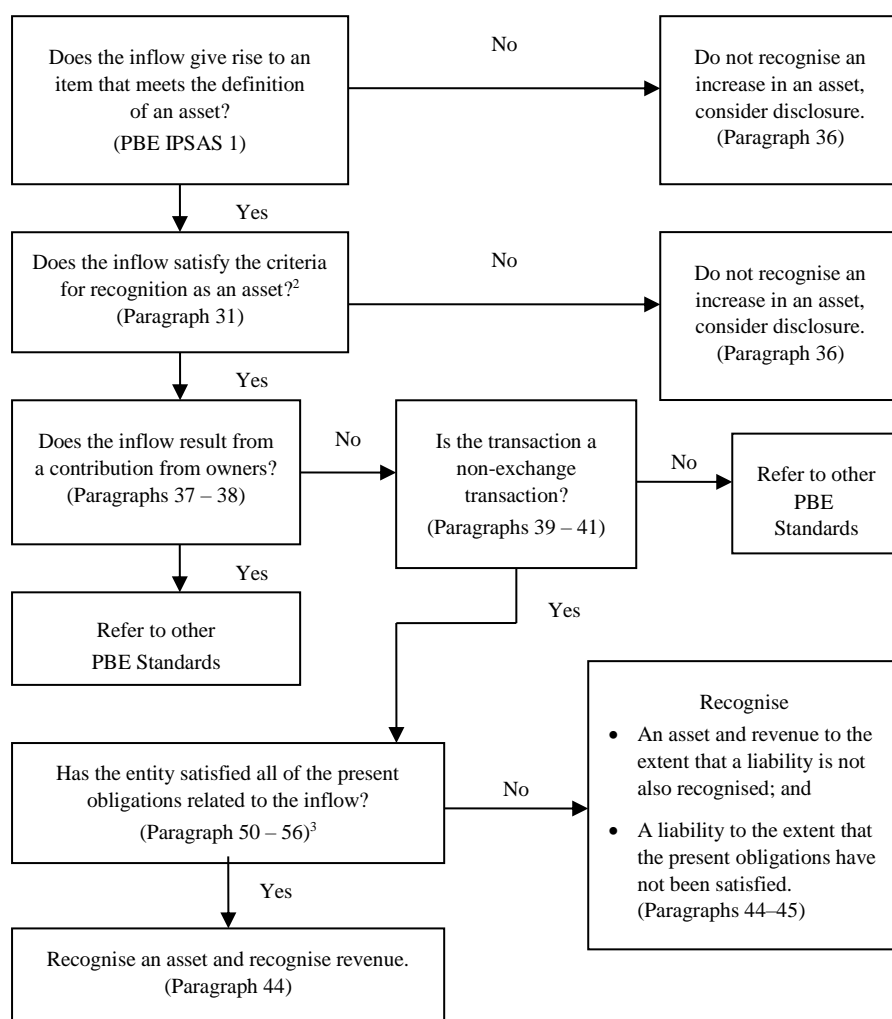 Does the inflow give rise to an
item that meets the definition
of an asset?
(PBE IPSAS 1)
No
Do not recognise an
increase in an asset,
consider disclosure.
(Paragraph 36)
Yes
Does the inflow satisfy the criteria
for recognition as an asset?²
(Paragraph 31)
No
Do not recognise an
increase in an asset,
consider disclosure.
(Paragraph 36)
Yes
Does the inflow result from
a contribution from owners?
(Paragraphs 37 – 38)
No
Is the transaction a
non-exchange
transaction?
(Paragraphs 39 – 41)
No
Refer to other
PBE
Standards
Yes
Refer to other
PBE Standards
Yes
Has the entity satisfied all of the present
obligations related to the inflow?
(Paragraph 50 – 56)³
No
Recognise
• An asset and revenue to the
extent that a liability is not
also recognised; and
• A liability to the extent that
the present obligations have
not been satisfied.
(Paragraphs 44–45)
Yes
Recognise an asset and recognise revenue.
(Paragraph 44)